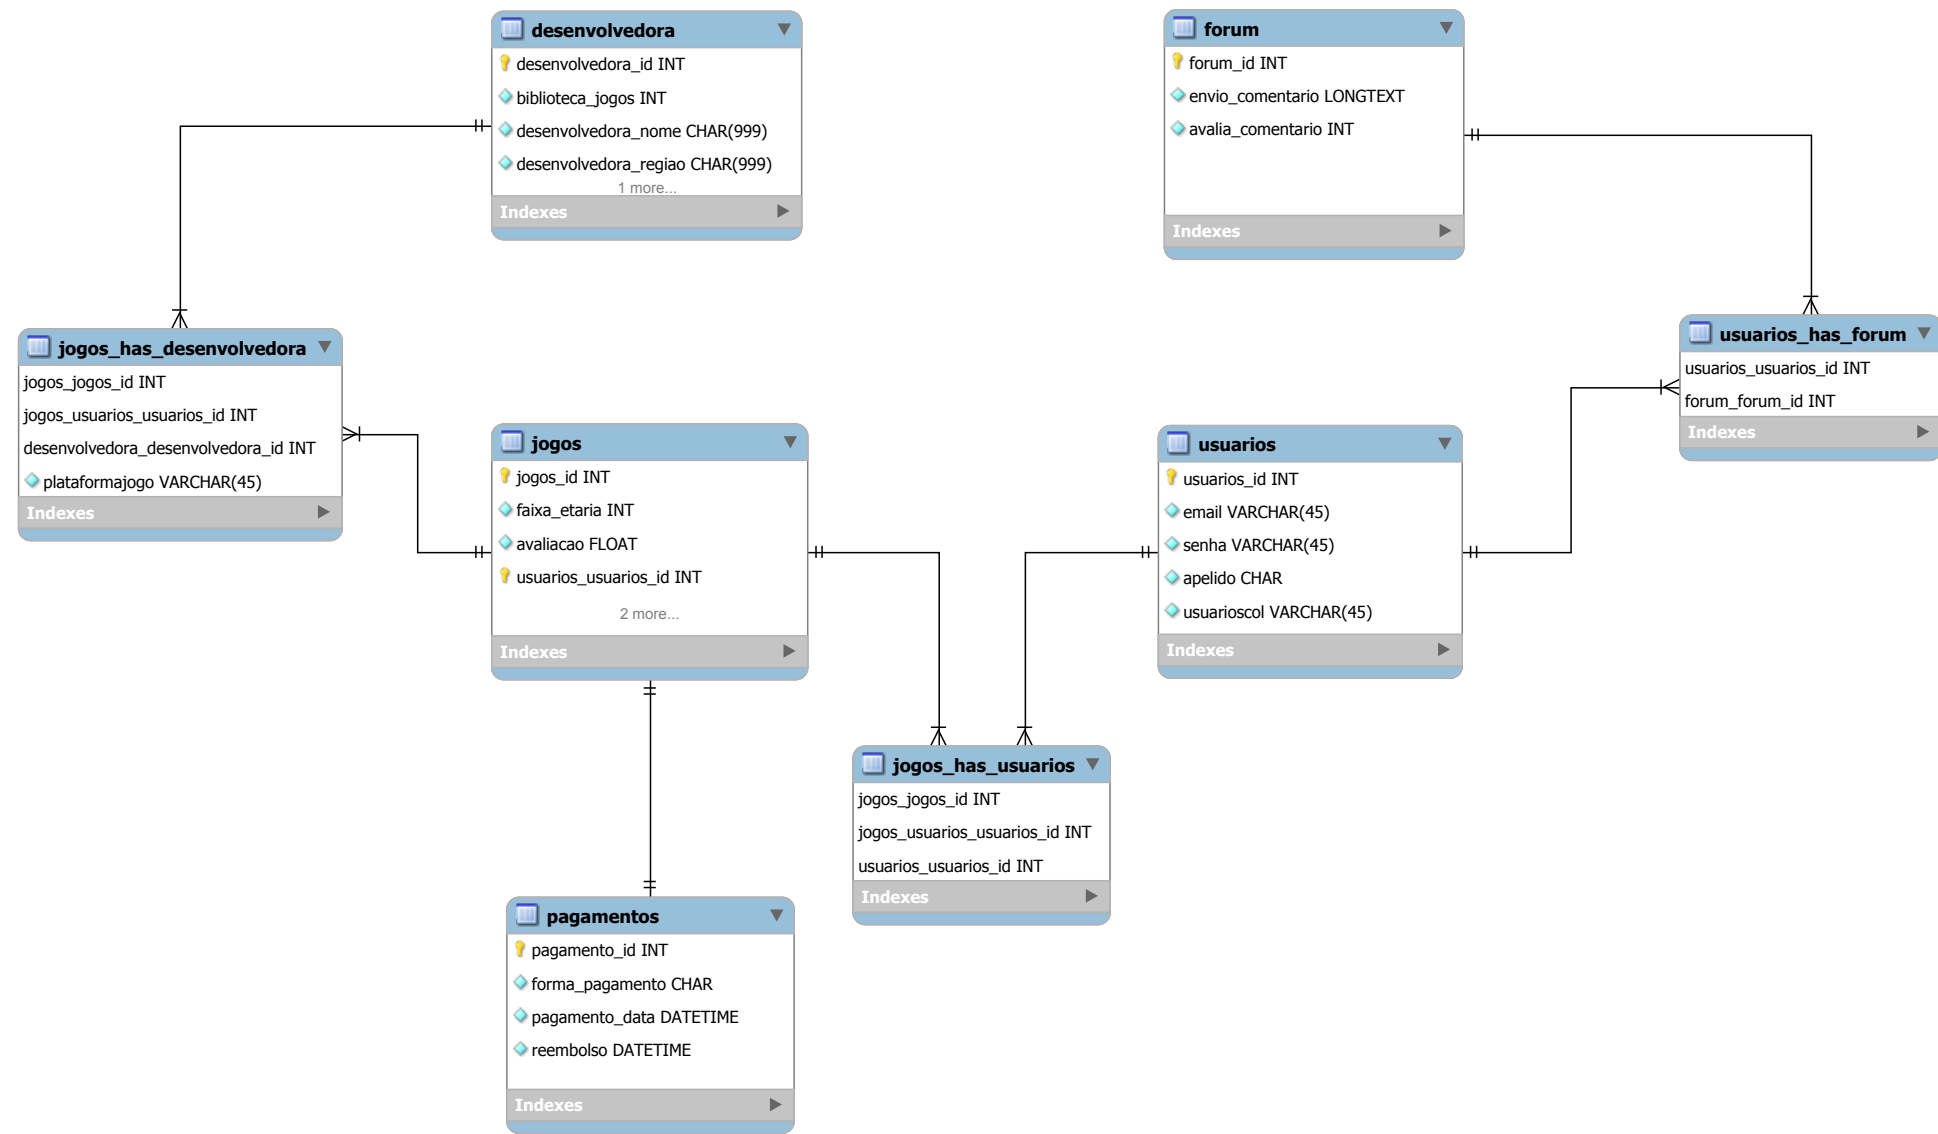 desenvolvedora
desenvolvedora_id INT
biblioteca_jogos INT
desenvolvedora_nome CHAR(999)
desenvolvedora_regiao CHAR(999)
1 more...
Indexes
forum
forum_id INT
envio_comentario LONGTEXT
avalia_comentario INT
Indexes
jogos_has_desenvolvedora
jogos_jogos_id INT
jogos_usuarios_usuarios_id INT
desenvolvedora_desenvolvedora_id INT
plataformajogo VARCHAR(45)
Indexes
jogos
jogos_id INT
faixa_etaria INT
avaliacao FLOAT
usuarios_usuarios_id INT
2 more...
Indexes
usuarios
usuarios_id INT
email VARCHAR(45)
senha VARCHAR(45)
apelido CHAR
usuarioscol VARCHAR(45)
Indexes
usuarios_has_forum
usuarios_usuarios_id INT
forum_forum_id INT
Indexes
jogos_has_usuarios
jogos_jogos_id INT
jogos_usuarios_usuarios_id INT
usuarios_usuarios_id INT
Indexes
pagamentos
pagamento_id INT
forma_pagamento CHAR
pagamento_data DATETIME
reembolso DATETIME
Indexes